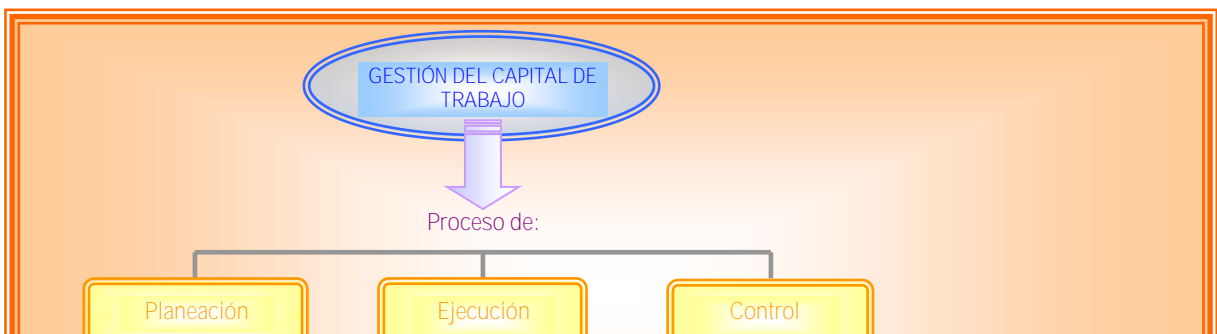 GESTIÓN DEL CAPITAL DE
TRABAJO
Proceso de:
Planeación
Ejecución
Control